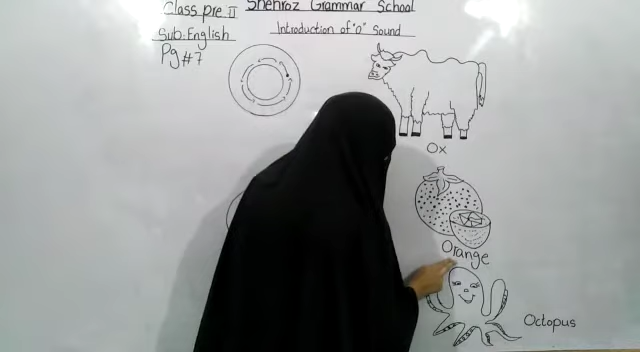 Class pre II Shehroz Grammar School
Sub: English Introduction of "O" Sound
Pg # 7
Ox
Orange
Octopus